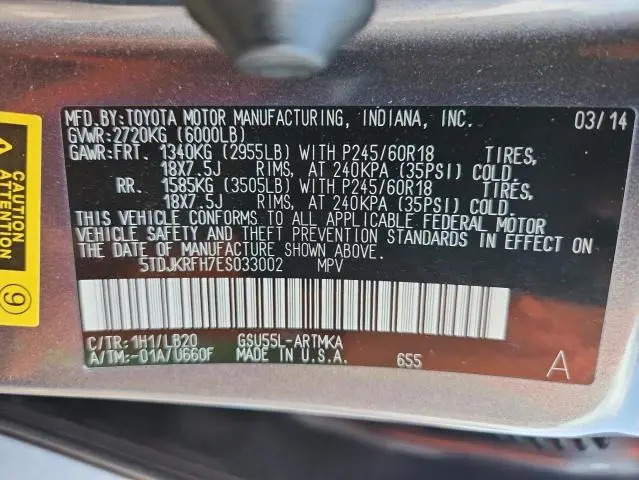 MFD.BY:TOYOTA MOTOR MANUFACTURING, INDIANA, INC. 03/14
GVWR:2720KG (6000LB)
GAWR:FRT. 1340KG (2955LB) WITH P245/60R18 TIRES,
18X7.5J RIMS, AT 240KPA (35PSI) COLD.
RR. 1585KG (3505LB) WITH P245/60R18 TIRES,
18X7.5J RIMS, AT 240KPA (35PSI) COLD.
THIS VEHICLE CONFORMS TO ALL APPLICABLE FEDERAL MOTOR
VEHICLE SAFETY AND THEFT PREVENTION STANDARDS IN EFFECT ON
THE DATE OF MANUFACTURE SHOWN ABOVE.
5TDJKRFH7ES033002 MPV
C/TR:1H1/LB20 GSU55L-ARTMKA
A/TM:-01A/U660F MADE IN U.S.A. 655 A
CAUTION
ATTENTION
9